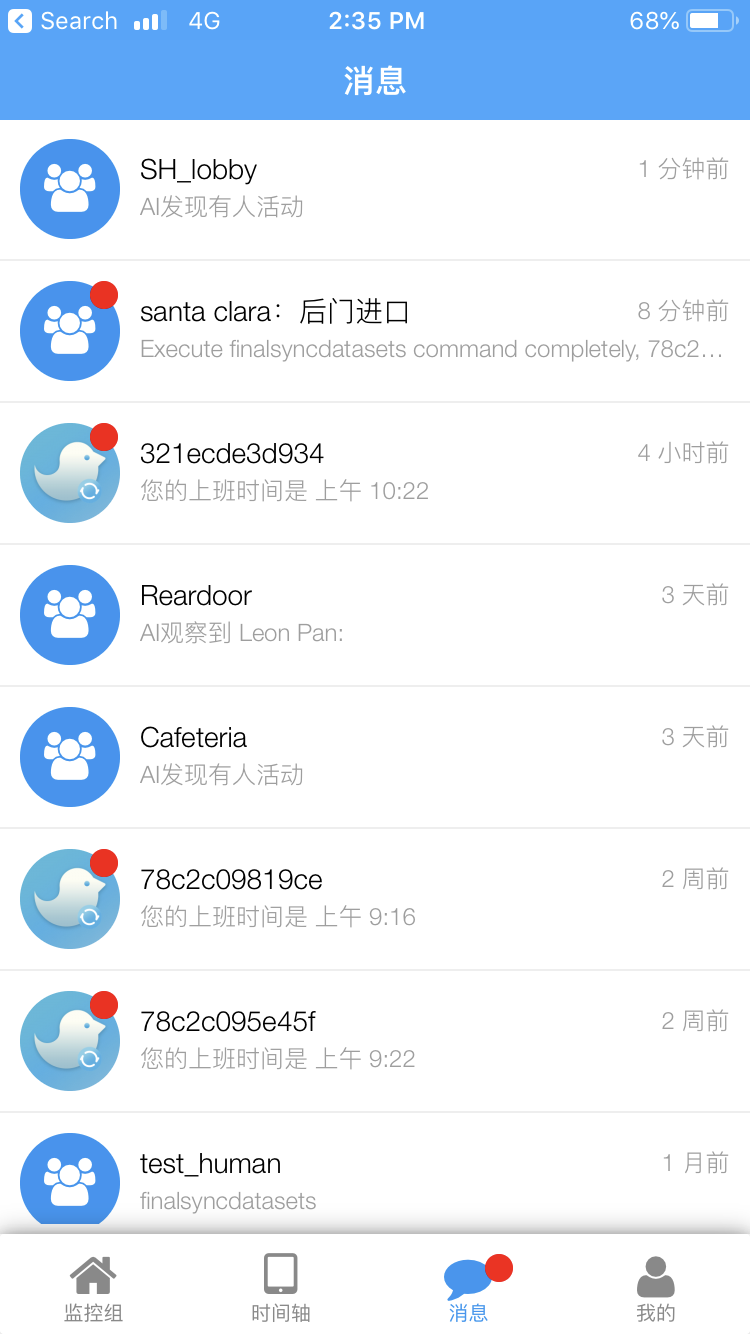 Search 4G 2:35 PM 68%
消息
SH_lobby 1 分钟前
AI发现有人活动
santa clara：后门进口 8 分钟前
Execute finalsyncdatasets command completely, 78c2...
321ecde3d934 4 小时前
您的上班时间是 上午 10:22
Reardoor 3 天前
AI观察到 Leon Pan:
Cafeteria 3 天前
AI发现有人活动
78c2c09819ce 2 周前
您的上班时间是 上午 9:16
78c2c095e45f 2 周前
您的上班时间是 上午 9:22
test_human 1 月前
finalsyncdatasets
监控组 时间轴 消息 我的